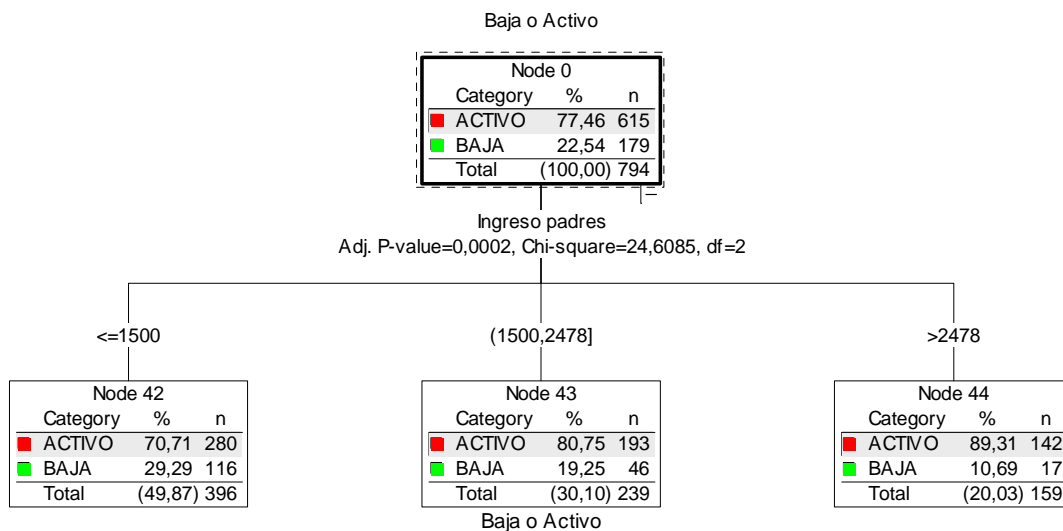 Baja o Activo
Node 0
Category % n
ACTIVO 77,46 615
BAJA 22,54 179
Total (100,00) 794
Ingreso padres
Adj. P-value=0,0002, Chi-square=24,6085, df=2
<=1500
(1500,2478]
>2478
Node 42
Category % n
ACTIVO 70,71 280
BAJA 29,29 116
Total (49,87) 396
Node 43
Category % n
ACTIVO 80,75 193
BAJA 19,25 46
Total (30,10) 239
Node 44
Category % n
ACTIVO 89,31 142
BAJA 10,69 17
Total (20,03) 159
Baja o Activo